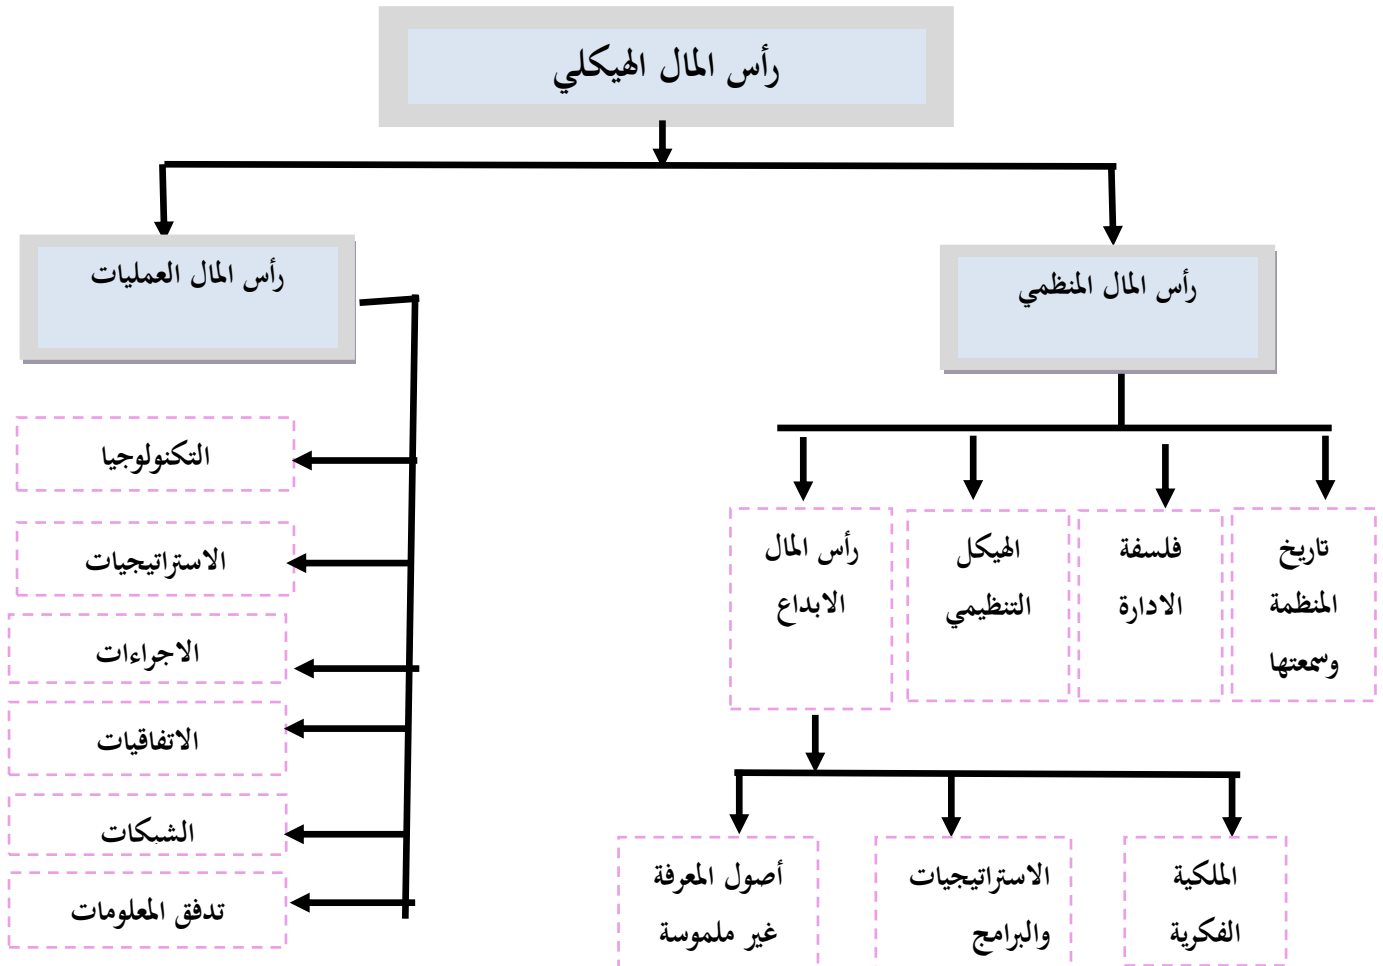 رأس المال الهيكلي
رأس المال المنظمي
رأس المال العمليات
تاريخ
المنظمة
وسمعتها
فلسفة
الادارة
الهيكل
التنظيمي
رأس المال
الابداع
الملكية
الفكرية
الاستراتيجيات
والبرامج
أصول المعرفة
غير ملموسة
التكنولوجيا
الاستراتيجيات
الاجراءات
الاتفاقيات
الشبكات
تدفق المعلومات